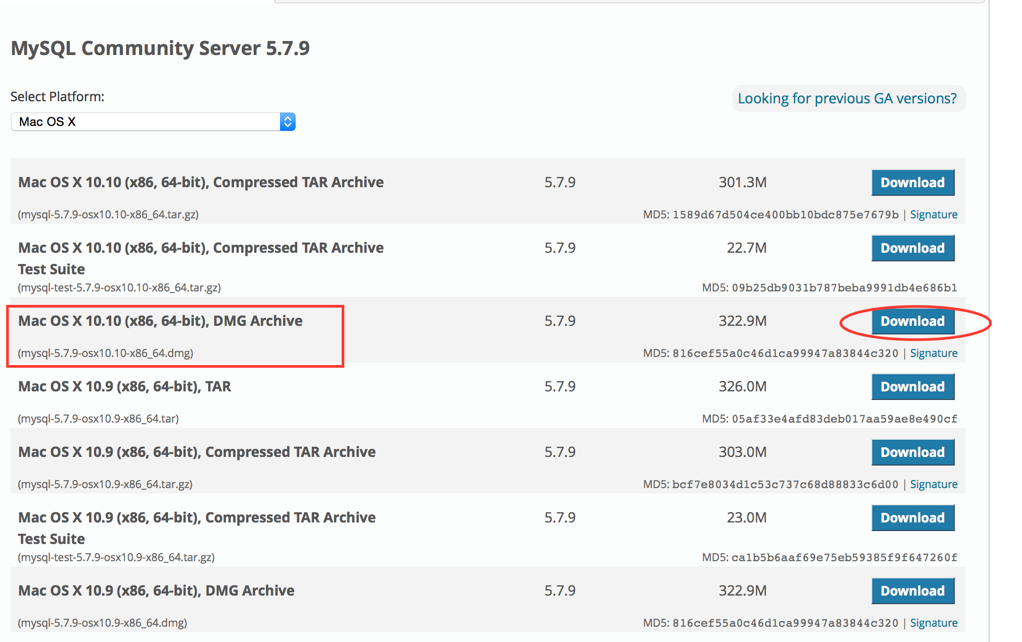 MySQL Community Server 5.7.9
Select Platform:
Looking for previous GA versions?
Mac OS X
Mac OS X 10.10 (x86, 64-bit), Compressed TAR Archive 5.7.9 301.3M Download
(mysql-5.7.9-osx10.10-x86_64.tar.gz) MD5: 1589d67d504ce400bb10bdc875e7679b | Signature
Mac OS X 10.10 (x86, 64-bit), Compressed TAR Archive 5.7.9 22.7M Download
Test Suite
(mysql-test-5.7.9-osx10.10-x86_64.tar.gz) MD5: 09b25db9031b787beba9991db4e686b1
Mac OS X 10.10 (x86, 64-bit), DMG Archive 5.7.9 322.9M Download
(mysql-5.7.9-osx10.10-x86_64.dmg) MD5: 816cef55a0c46d1ca99947a83844c320 | Signature
Mac OS X 10.9 (x86, 64-bit), TAR 5.7.9 326.0M Download
(mysql-5.7.9-osx10.9-x86_64.tar) MD5: 05af33e4afd83deb017aa59ae8e490cf
Mac OS X 10.9 (x86, 64-bit), Compressed TAR Archive 5.7.9 303.0M Download
(mysql-5.7.9-osx10.9-x86_64.tar.gz) MD5: bcf7e8034d1c53c737c68d88833c6d00 | Signature
Mac OS X 10.9 (x86, 64-bit), Compressed TAR Archive 5.7.9 23.0M Download
Test Suite
(mysql-test-5.7.9-osx10.9-x86_64.tar.gz) MD5: ca1b5b6aaf69e75eb59385f9f647260f
Mac OS X 10.9 (x86, 64-bit), DMG Archive 5.7.9 322.9M Download
(mysql-5.7.9-osx10.9-x86_64.dmg) MD5: 816cef55a0c46d1ca99947a83844c320 | Signature